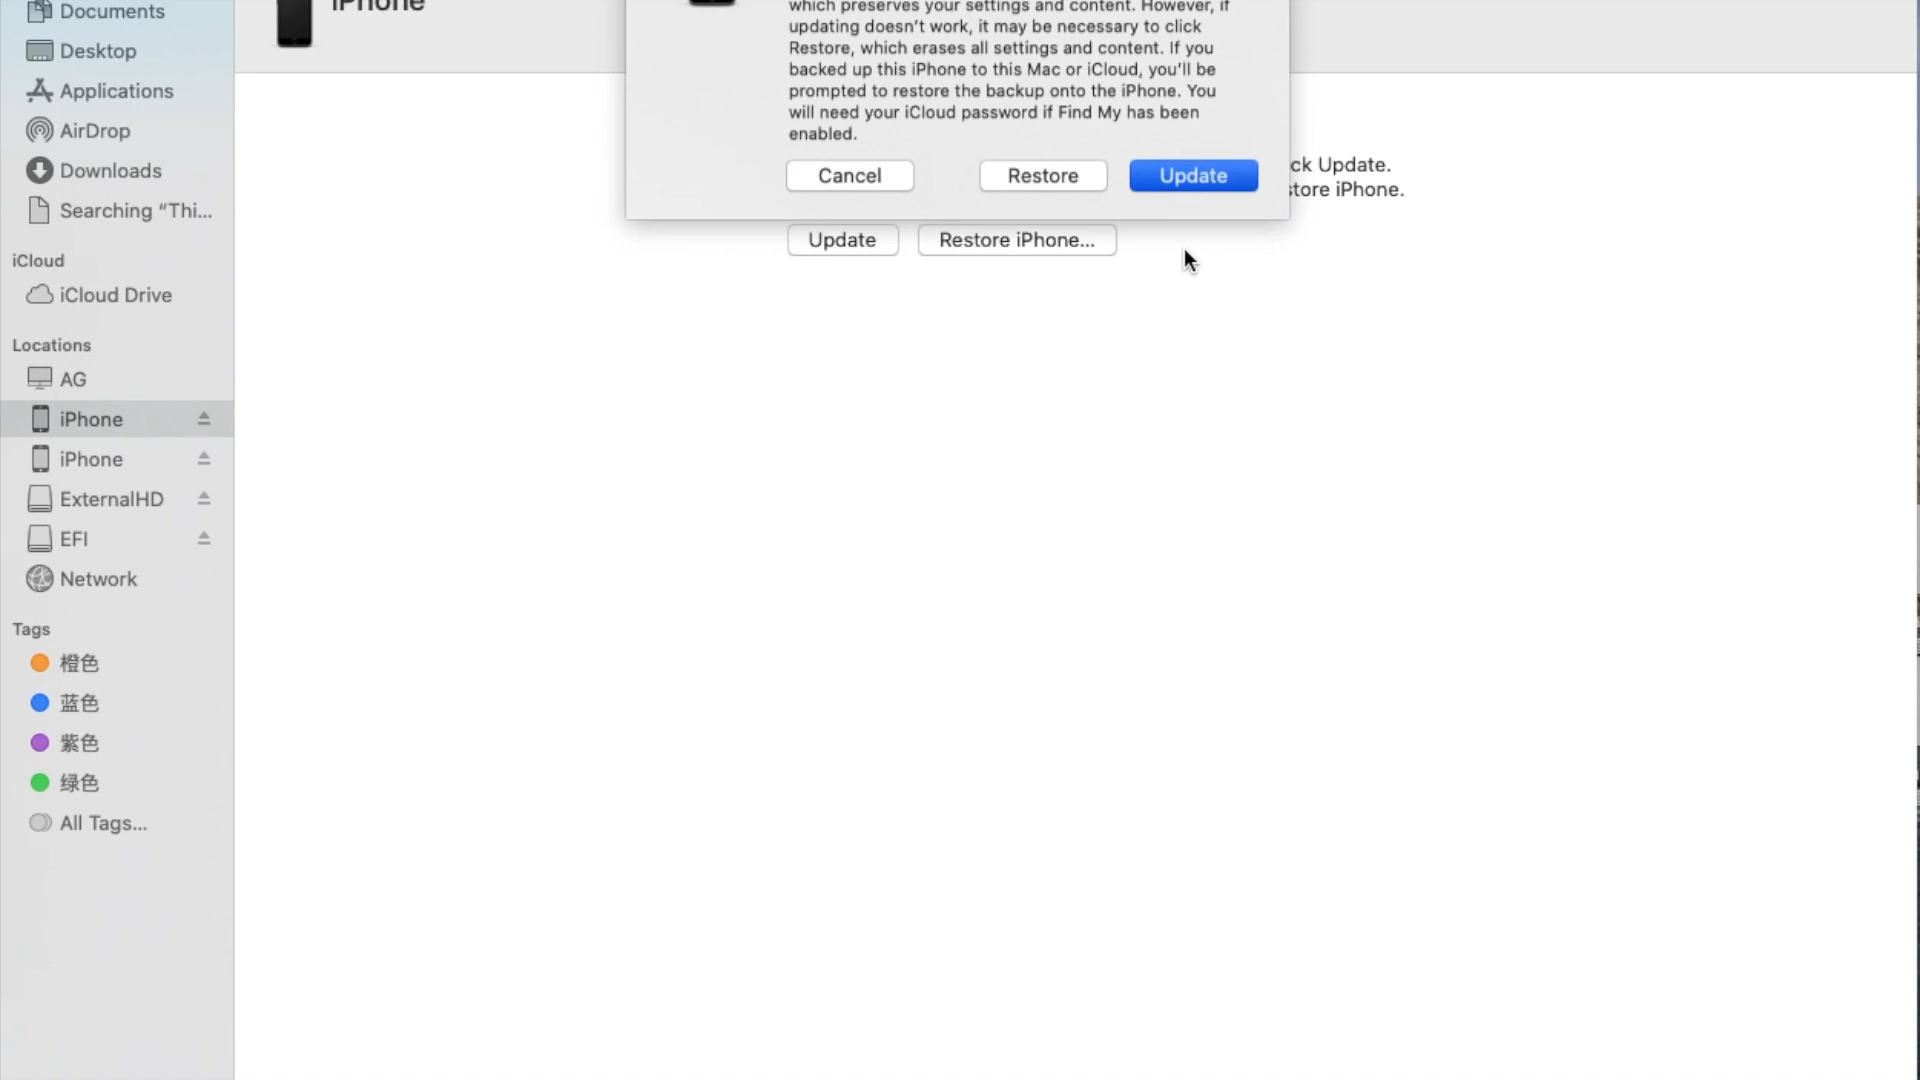 Documents
Desktop
Applications
AirDrop
Downloads
Searching “Thi...
iCloud
iCloud Drive
Locations
AG
iPhone
iPhone
ExternalHD
EFI
Network
Tags
橙色
蓝色
紫色
绿色
All Tags...
iPhone
which preserves your settings and content. However, if
updating doesn’t work, it may be necessary to click
Restore, which erases all settings and content. If you
backed up this iPhone to this Mac or iCloud, you’ll be
prompted to restore the backup onto the iPhone. You
will need your iCloud password if Find My has been
enabled.
Cancel
Restore
Update
ck Update.
store iPhone.
Update
Restore iPhone...